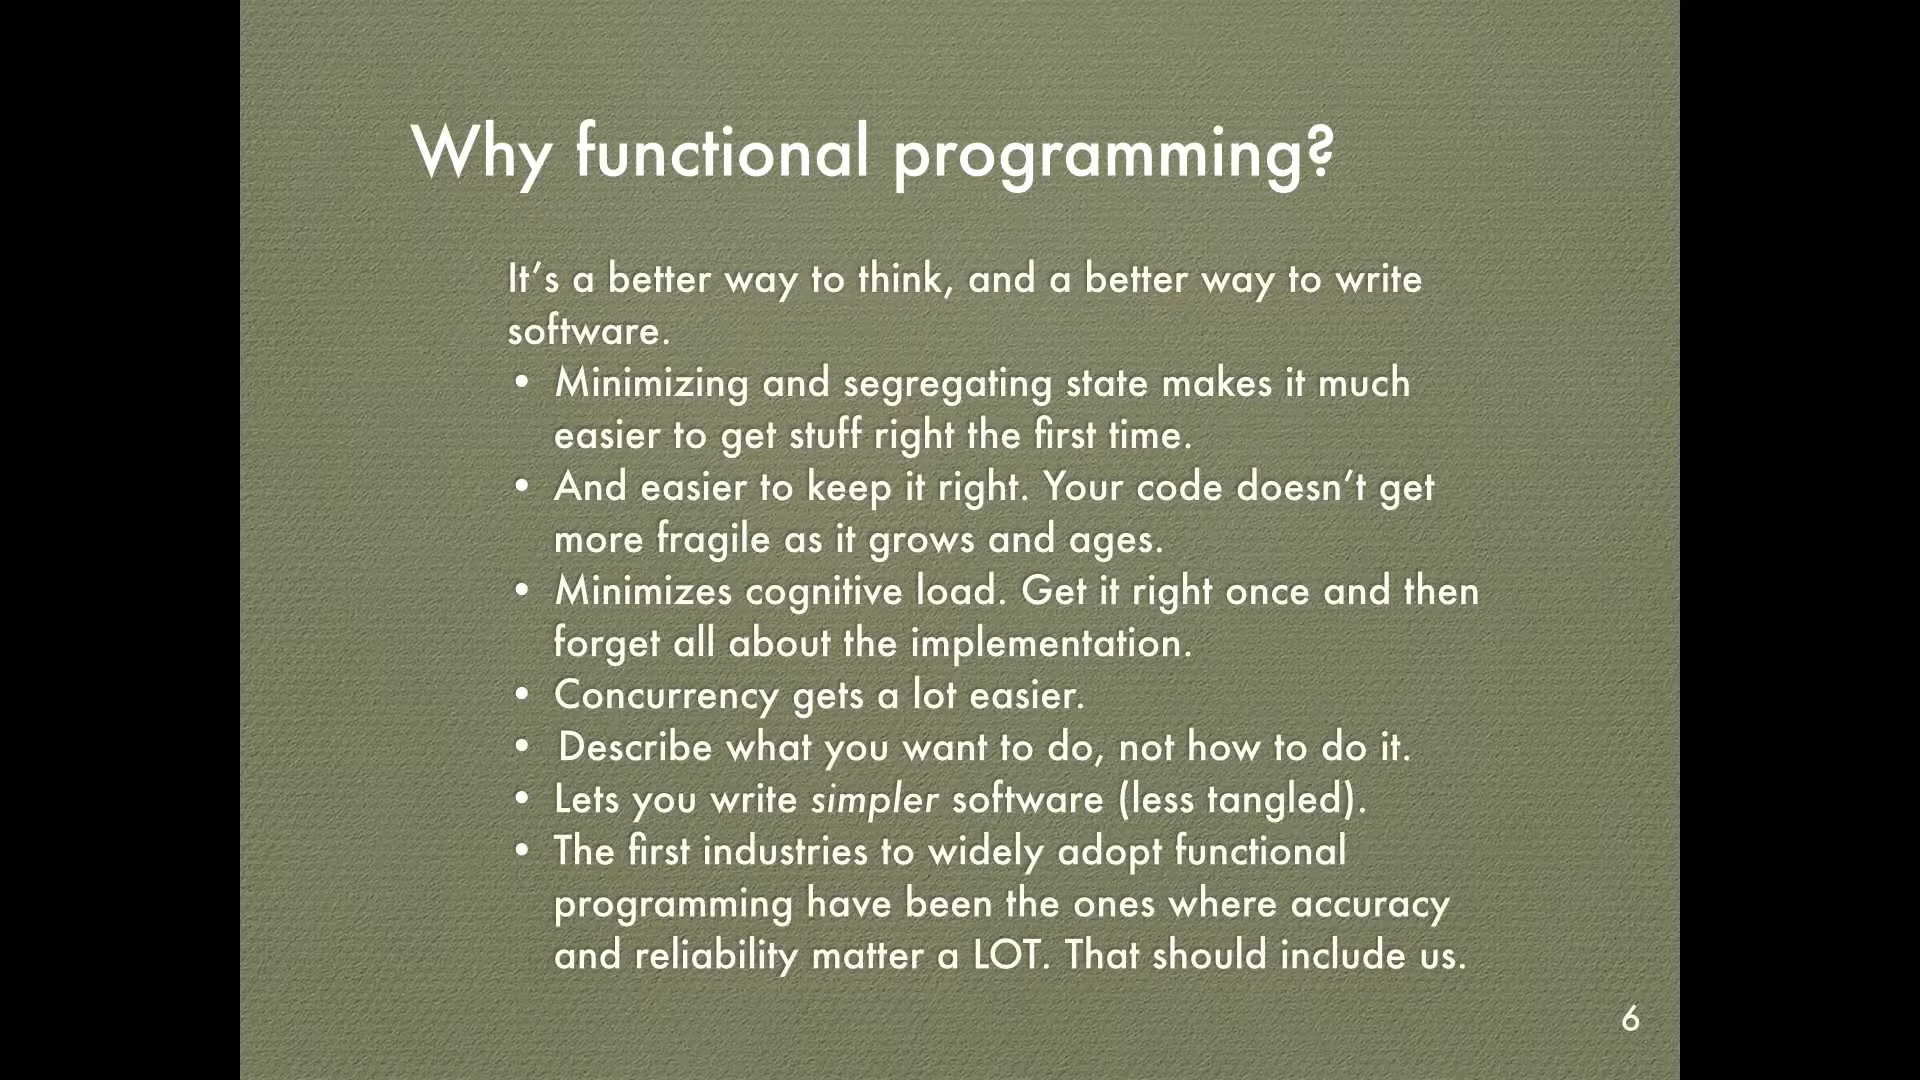 Why functional programming?
It’s a better way to think, and a better way to write
software.
• Minimizing and segregating state makes it much
easier to get stuff right the first time.
• And easier to keep it right. Your code doesn’t get
more fragile as it grows and ages.
• Minimizes cognitive load. Get it right once and then
forget all about the implementation.
• Concurrency gets a lot easier.
• Describe what you want to do, not how to do it.
• Lets you write simpler software (less tangled).
• The first industries to widely adopt functional
programming have been the ones where accuracy
and reliability matter a LOT. That should include us.
6